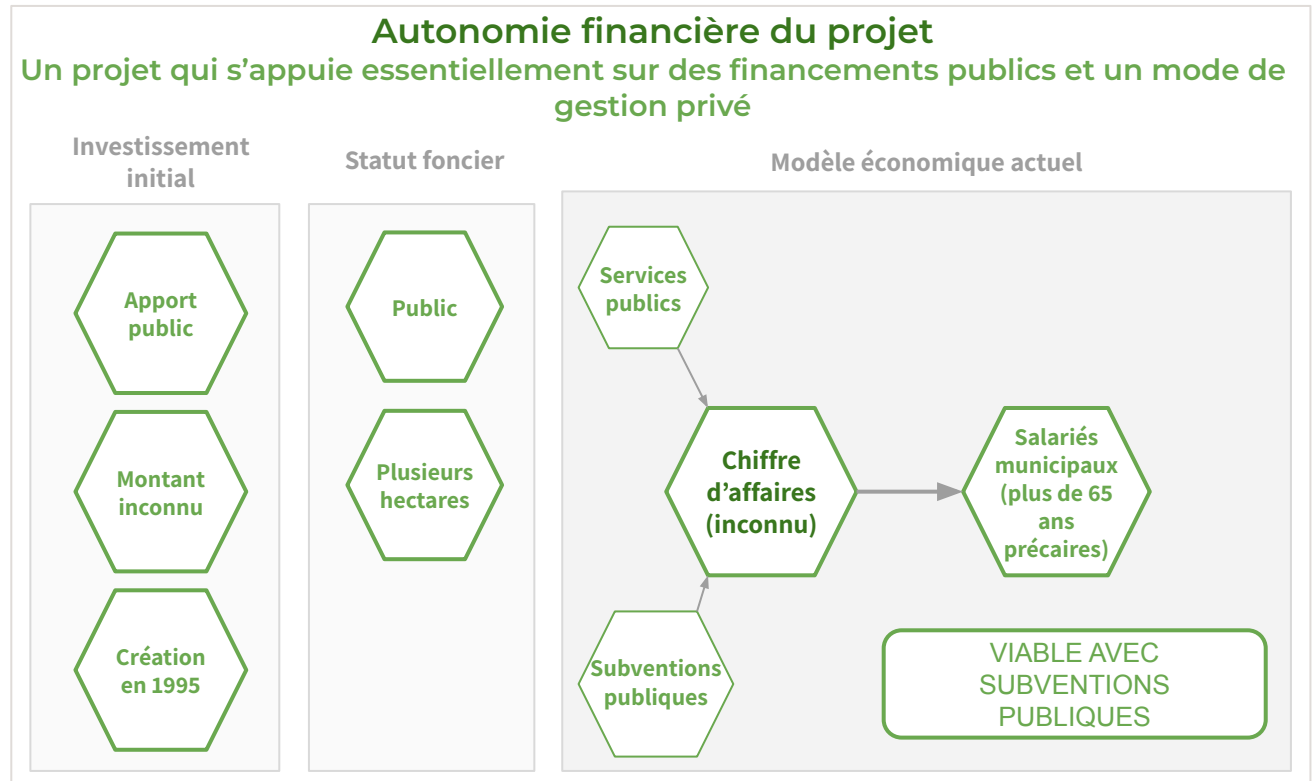 Autonomie financière du projet
Un projet qui s’appuie essentiellement sur des financements publics et un mode de
gestion privé
Investissement
initial
Statut foncier
Modèle économique actuel
Apport
public
Montant
inconnu
Création
en 1995
Public
Plusieurs
hectares
Services
publics
Chiffre
d’affaires
(inconnu)
Subventions
publiques
Salariés
municipaux
(plus de 65
ans
précaires)
VIABLE AVEC
SUBVENTIONS
PUBLIQUES